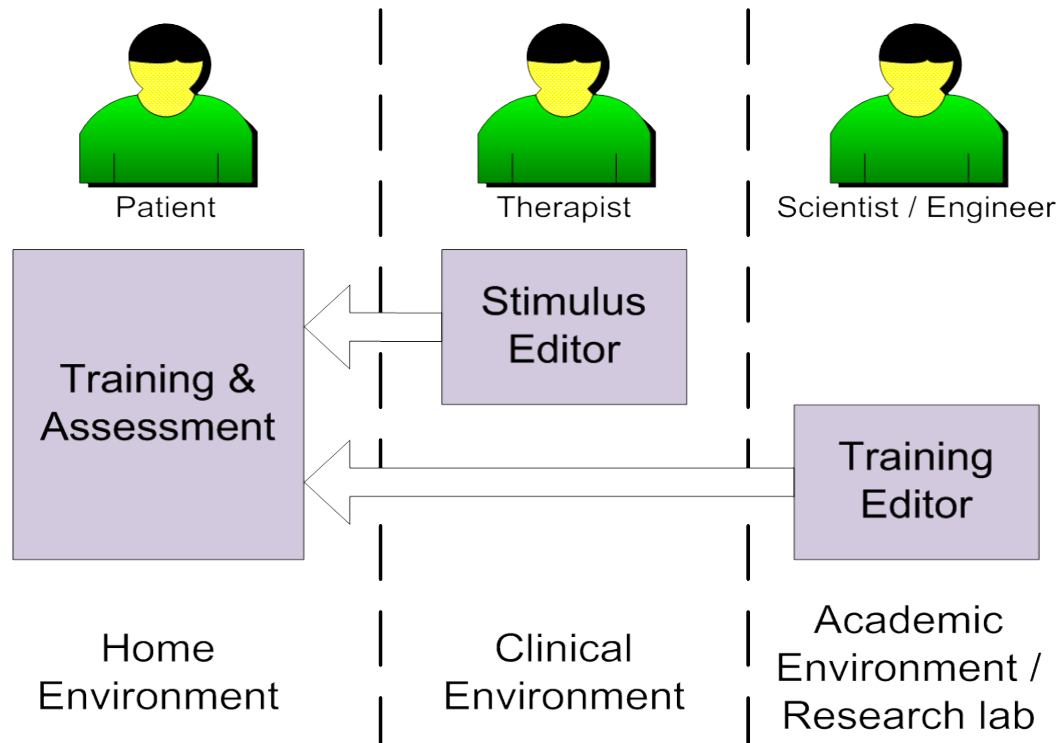 Patient
Therapist
Scientist / Engineer
Training &
Assessment
Stimulus
Editor
Training
Editor
Home
Environment
Clinical
Environment
Academic
Environment /
Research lab